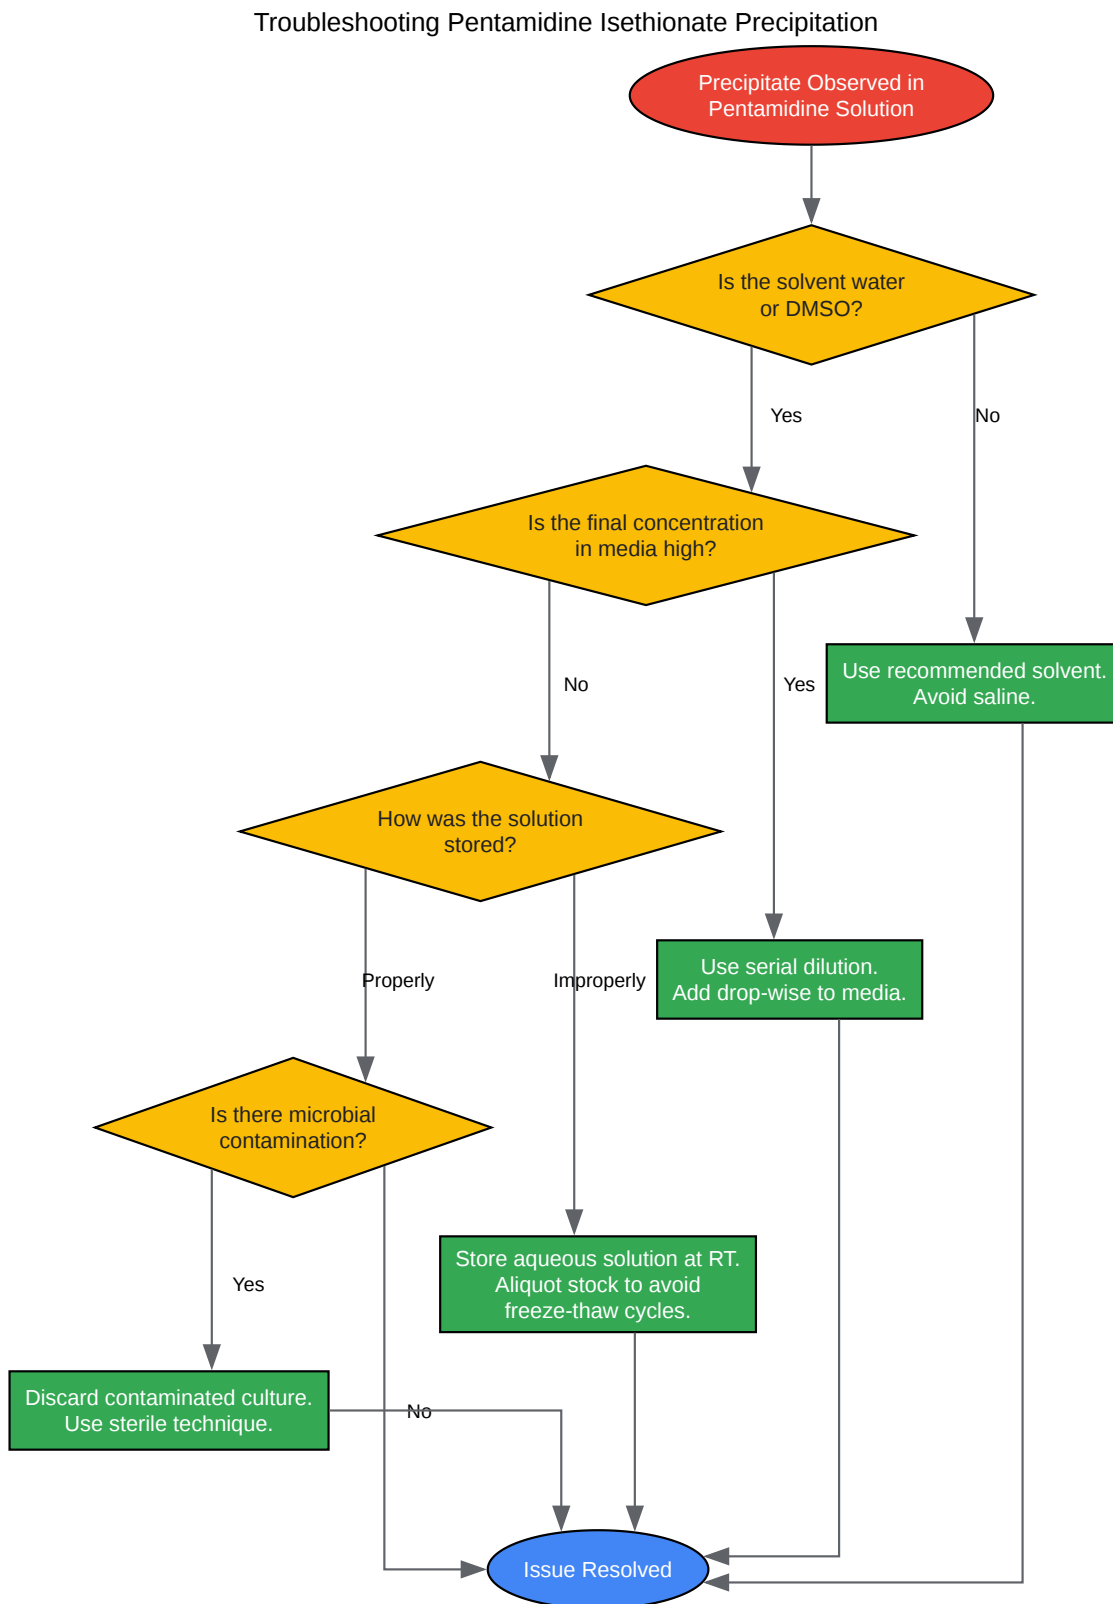 Troubleshooting Pentamidine Isethionate Precipitation
Precipitate Observed in
Pentamidine Solution
Is the solvent water
or DMSO?
Yes
No
Is the final concentration
in media high?
No
Yes
Use recommended solvent.
Avoid saline.
How was the solution
stored?
Properly
Improperly
Use serial dilution.
Add drop-wise to media.
Is there microbial
contamination?
Yes
Store aqueous solution at RT.
Aliquot stock to avoid
freeze-thaw cycles.
Discard contaminated culture.
Use sterile technique.
No
Issue Resolved